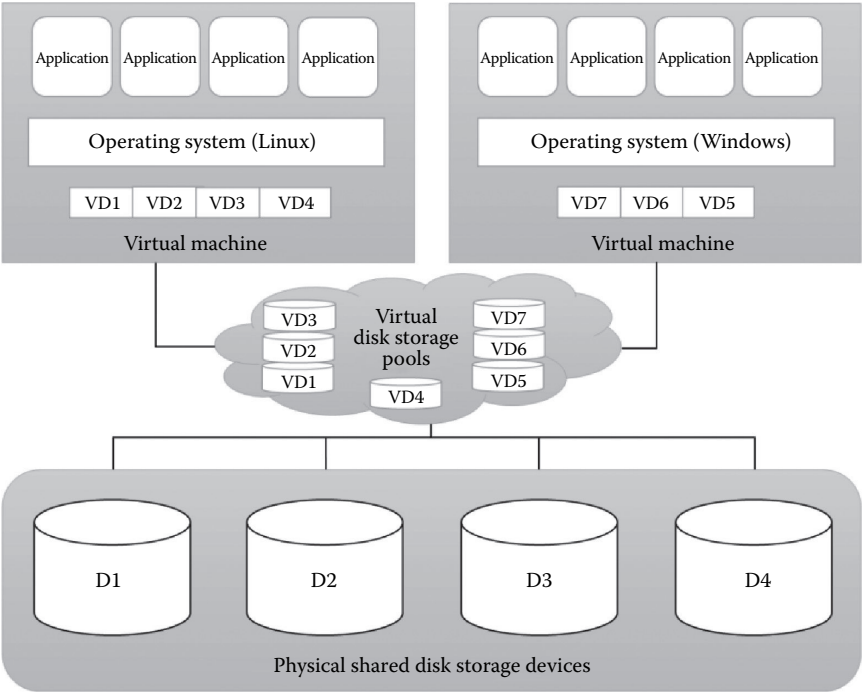 Application Application Application Application
Operating system (Linux)
VD1 VD2 VD3 VD4
Virtual machine
Application Application Application Application
Operating system (Windows)
VD7 VD6 VD5
Virtual machine
VD3
VD2
VD1
Virtual
disk storage
pools
VD4
VD7
VD6
VD5
D1 D2 D3 D4
Physical shared disk storage devices